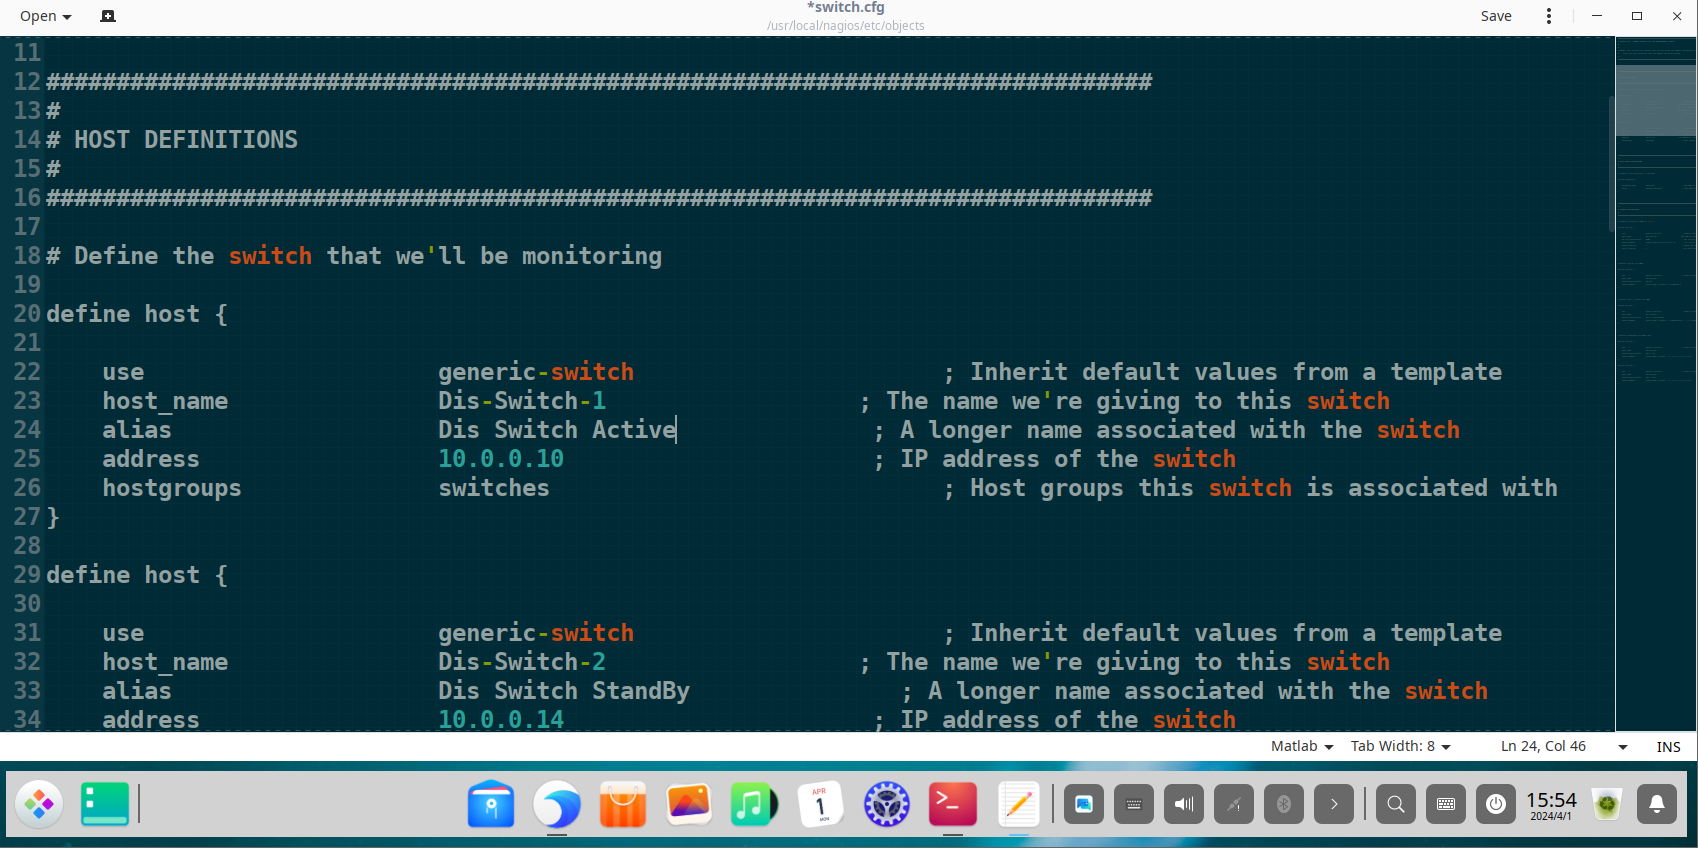 Open
*switch.cfg
/usr/local/nagios/etc/objects
Save
11
12 ###############################################################################
13 #
14 # HOST DEFINITIONS
15 #
16 ###############################################################################
17
18 # Define the switch that we'll be monitoring
19
20 define host {
21
22     use                     generic-switch                      ; Inherit default values from a template
23     host_name               Dis-Switch-1                  ; The name we're giving to this switch
24     alias                   Dis Switch Active              ; A longer name associated with the switch
25     address                 10.0.0.10                      ; IP address of the switch
26     hostgroups              switches                            ; Host groups this switch is associated with
27 }
28
29 define host {
30
31     use                     generic-switch                      ; Inherit default values from a template
32     host_name               Dis-Switch-2                  ; The name we're giving to this switch
33     alias                   Dis Switch StandBy               ; A longer name associated with the switch
34     address                 10.0.0.14                      ; IP address of the switch
Matlab Tab Width: 8 Ln 24, Col 46 INS
APR
1
MON
15:54
2024/4/1